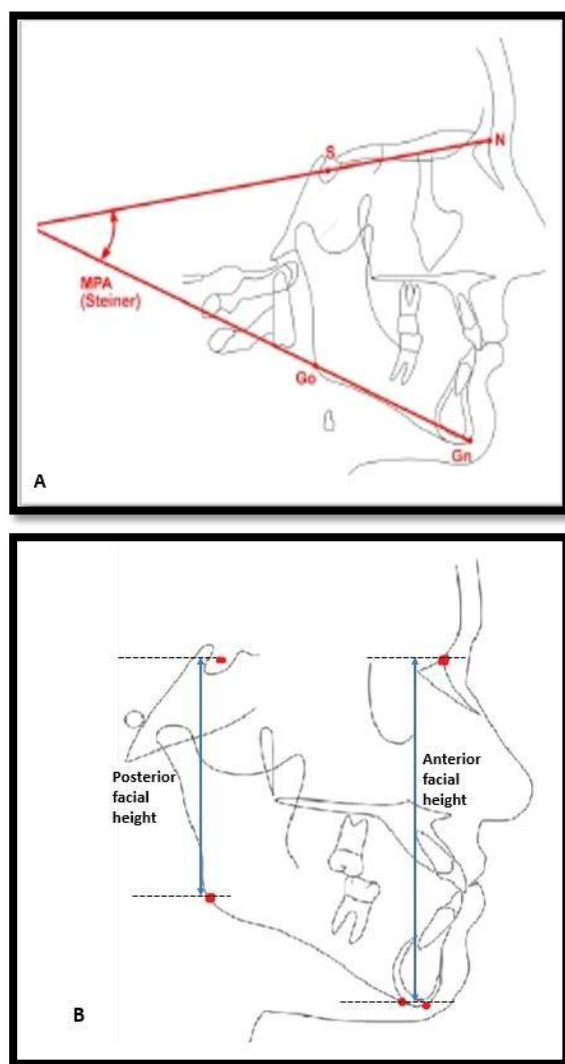 S
N
MPA
(Steiner)
Go
Gn
A
Posterior
facial
height
Anterior
facial
height
B